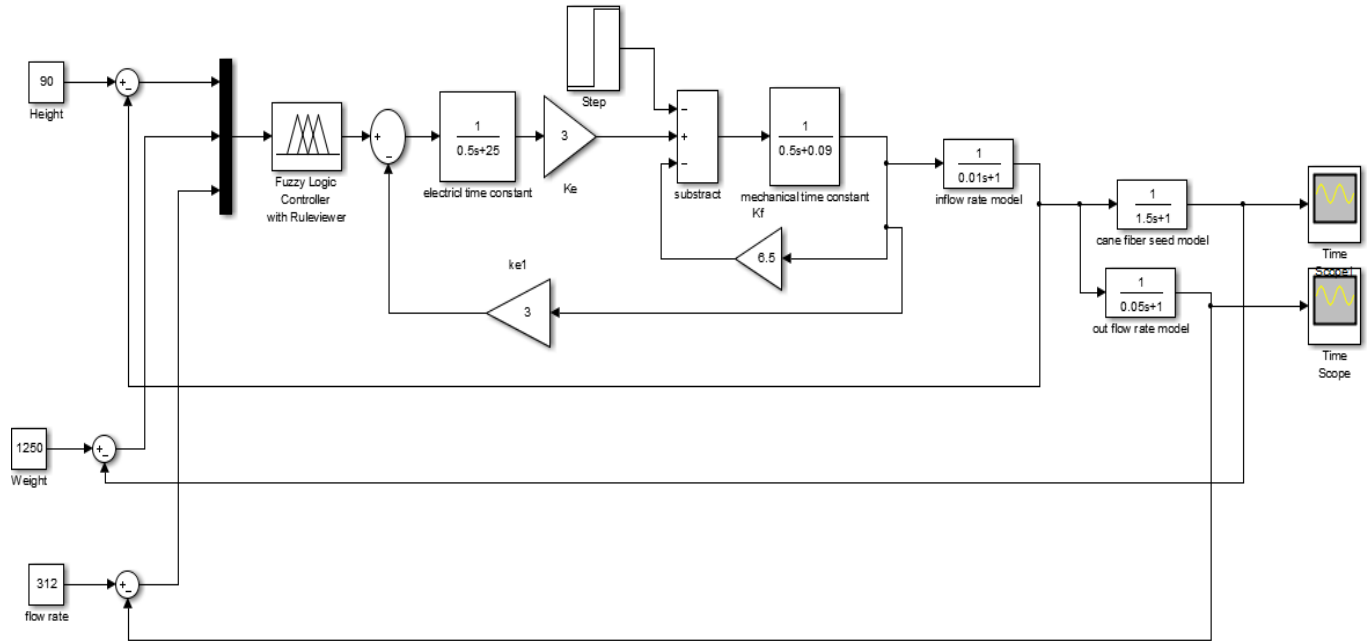 90
Height
Step
Fuzzy Logic
Controller
with Ruleviewer
1
0.5s+25
electricl time constant
3
Ke
substract
1
0.5s+0.09
mechanical time constant
Kf
6.5
ke1
3
1
0.01s+1
inflow rate model
1
1.5s+1
cane fiber seed model
Time
Scope1
1
0.05s+1
out flow rate model
Time
Scope
1250
Weight
312
flow rate